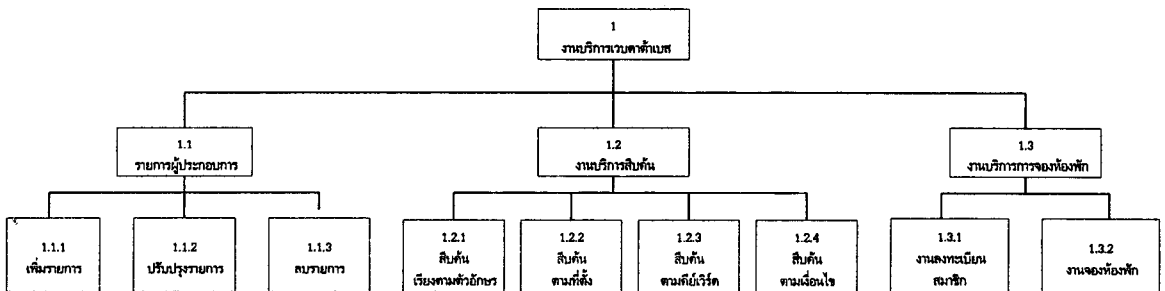 1
งานบริการเวบดาต้าเบส
1.1
รายการผู้ประกอบการ
1.2
งานบริการสืบค้น
1.3
งานบริการการจองห้องพัก
1.1.1
เพิ่มรายการ
1.1.2
ปรับปรุงรายการ
1.1.3
ลบรายการ
1.2.1
สืบค้น
เรียงตามตัวอักษร
1.2.2
สืบค้น
ตามที่ตั้ง
1.2.3
สืบค้น
ตามคีย์เวิร์ด
1.2.4
สืบค้น
ตามเงื่อนไข
1.3.1
งานลงทะเบียน
สมาชิก
1.3.2
งานจองห้องพัก